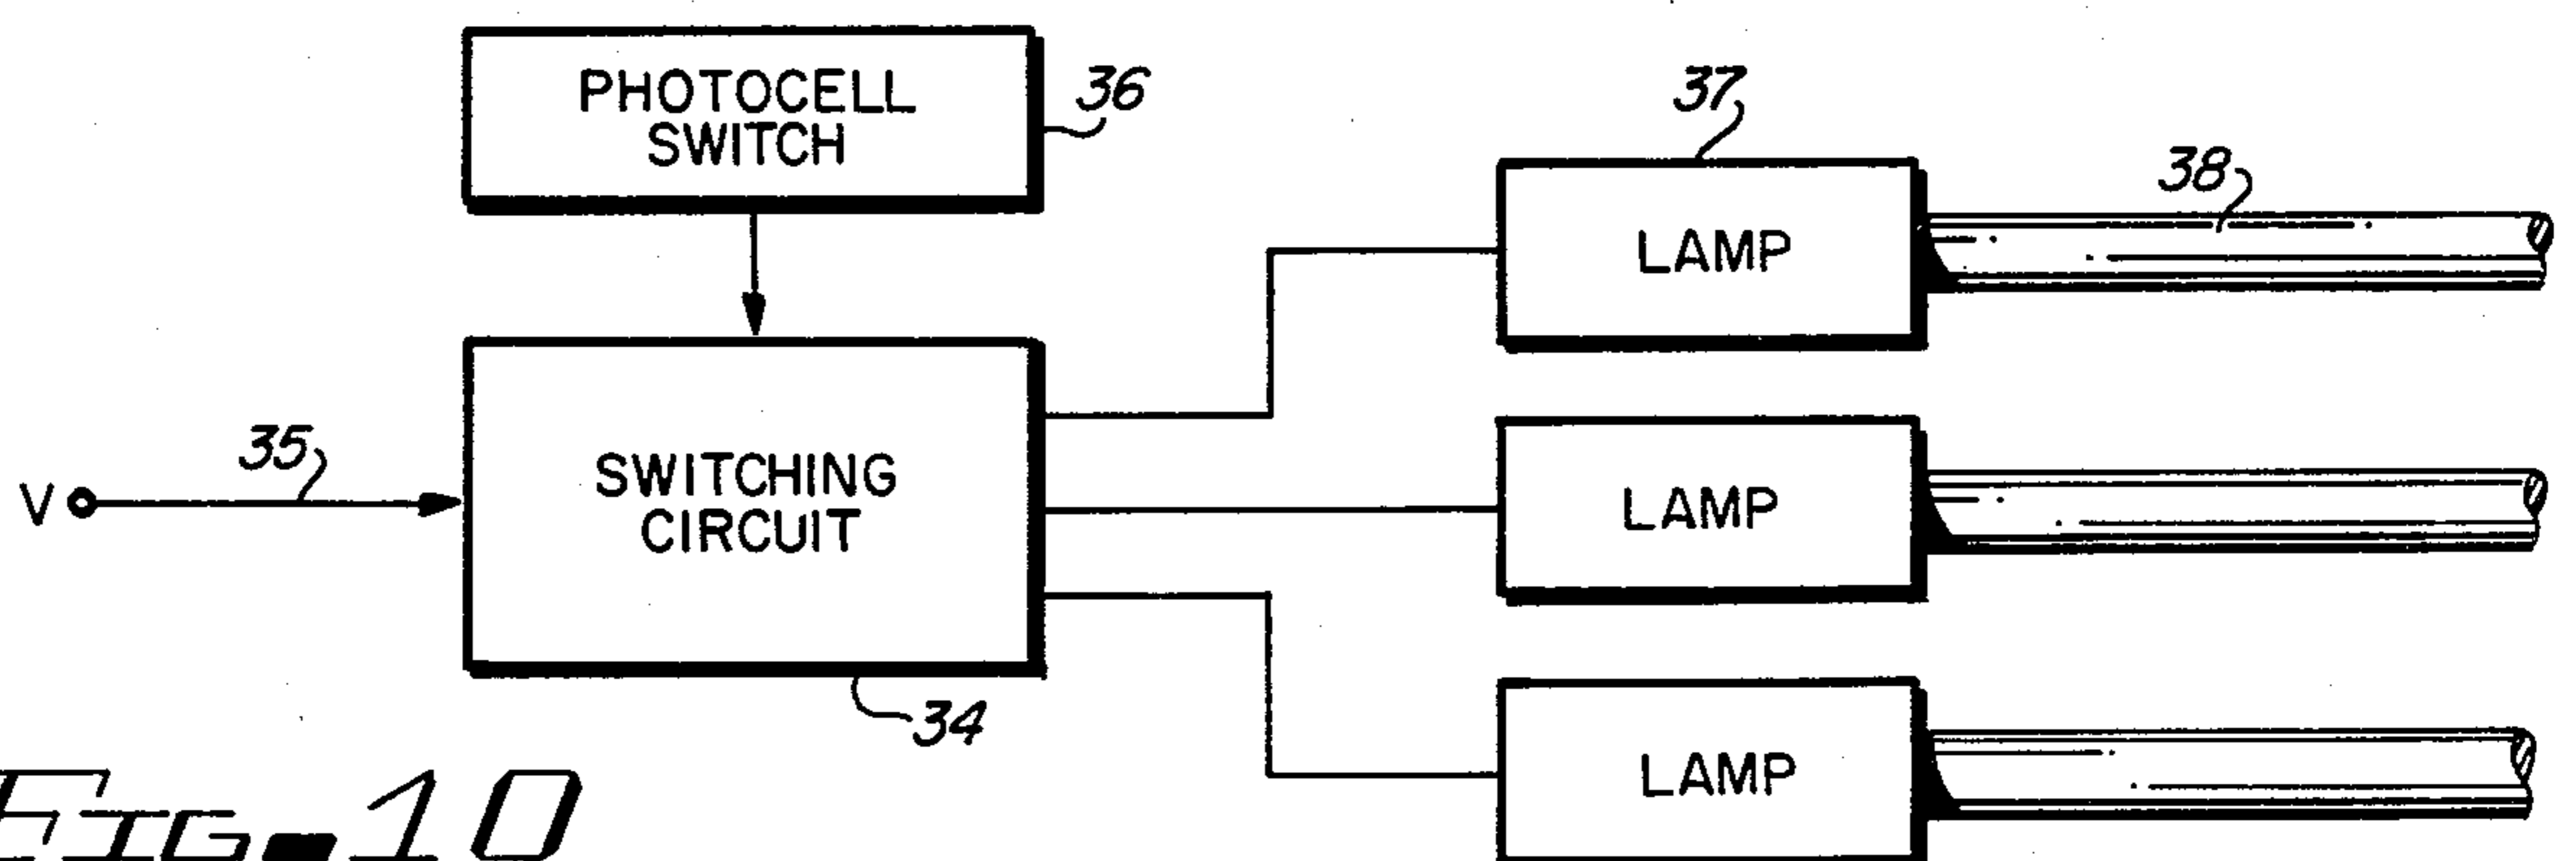 PHOTOCELL
SWITCH
36
37
LAMP
38
V
35
SWITCHING
CIRCUIT
34
LAMP
LAMP
FIG. 10